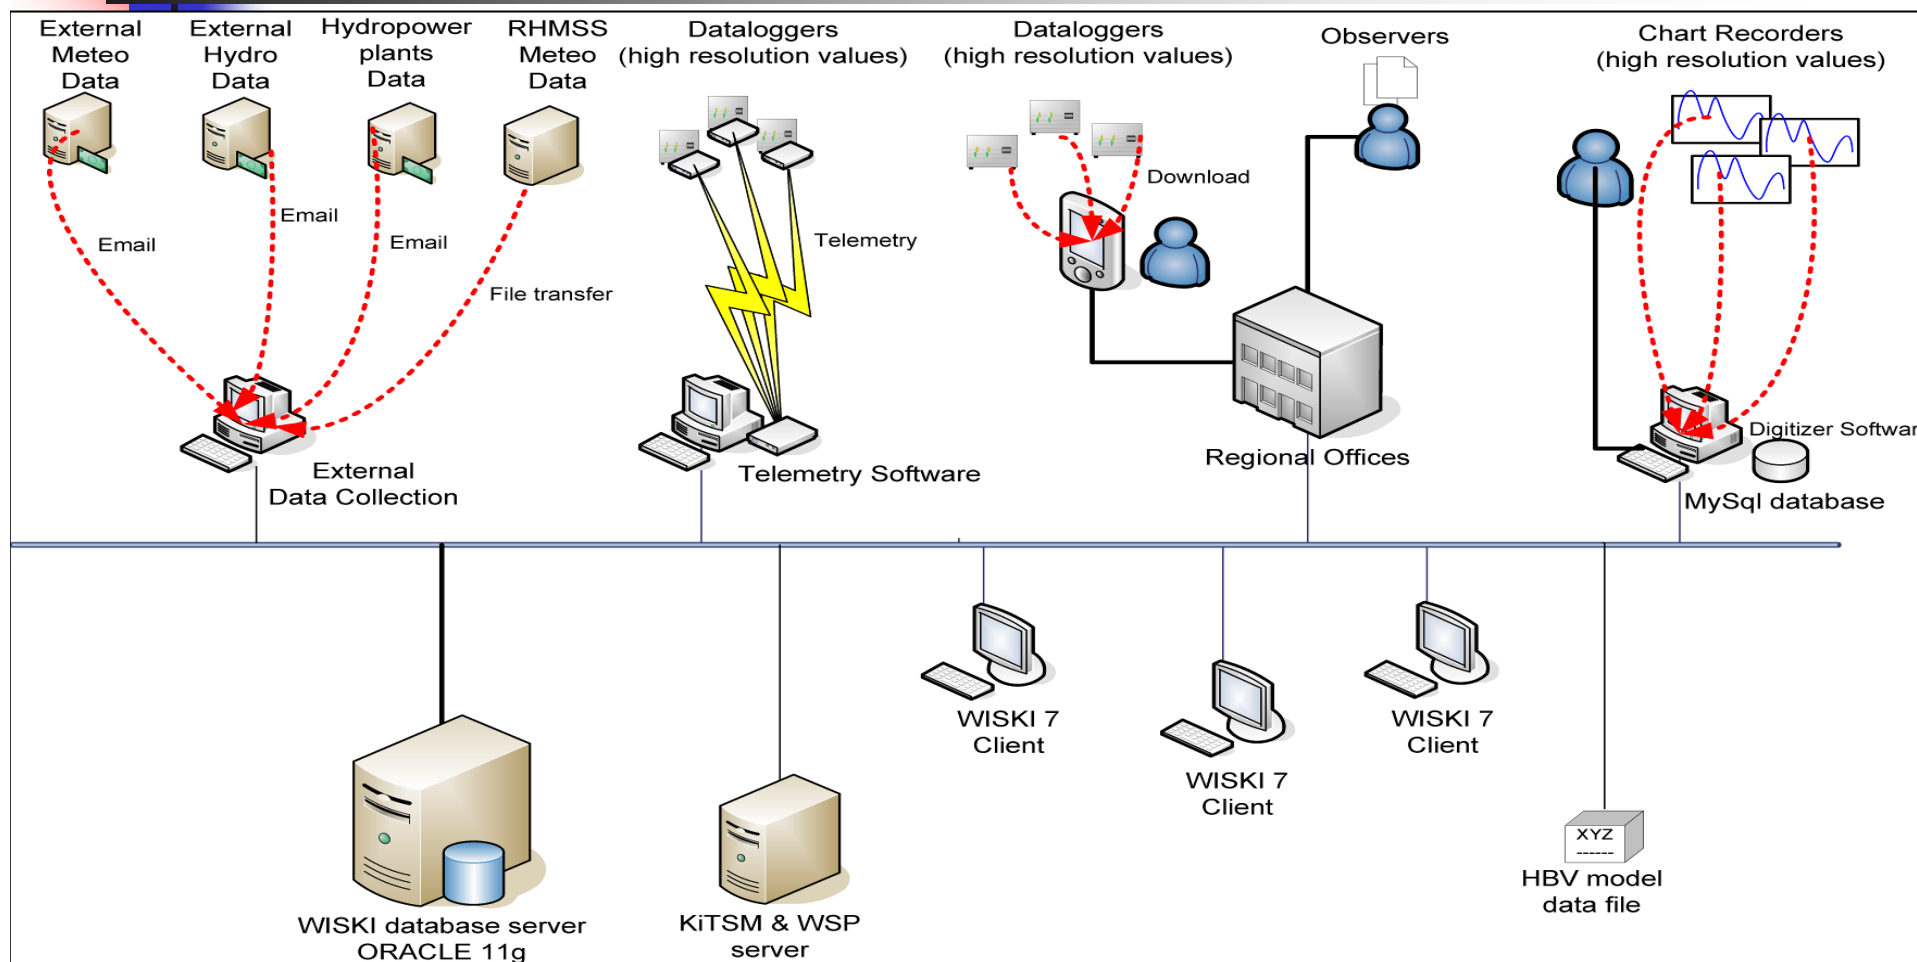 External
Meteo
Data
External
Hydro
Data
Hydropower
plants
Data
RHMSS
Meteo
Data
Dataloggers
(high resolution values)
Dataloggers
(high resolution values)
Observers
Chart Recorders
(high resolution values)
Email
Email
Email
File transfer
Telemetry
Download
External
Data Collection
Telemetry Software
Regional Offices
Digitizer Softwar
MySql database
WISKI 7
Client
WISKI 7
Client
WISKI 7
Client
XYZ
------
HBV model
data file
WISKI database server
ORACLE 11g
KiTSM & WSP
server